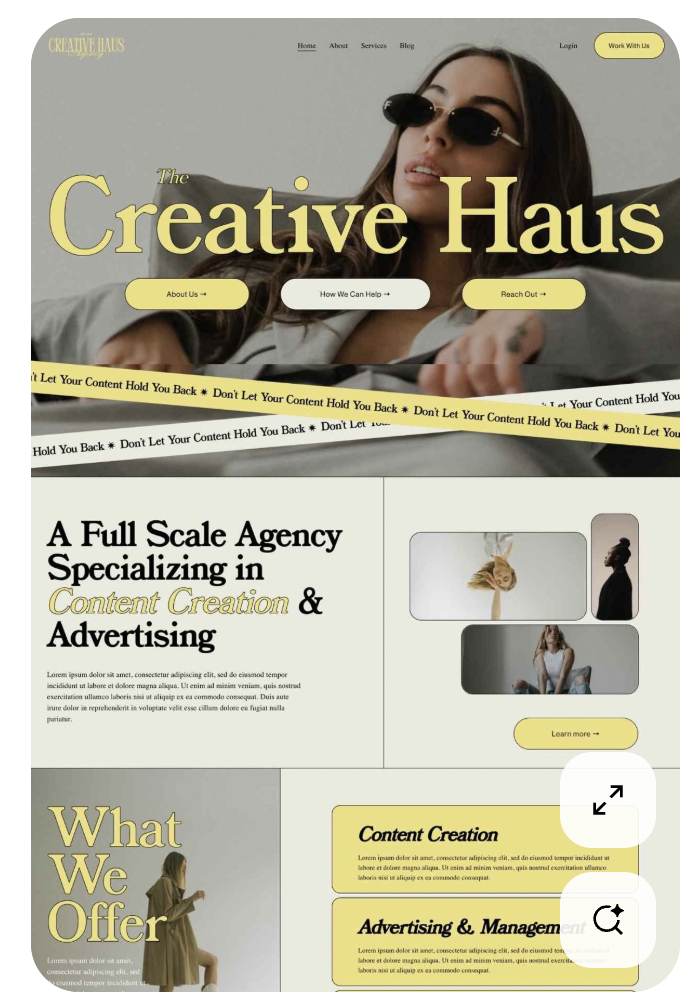 CREATIVE HAUS
Agency
Home About Services Blog
Login
Work With Us
The
Creative Haus
About Us →
How We Can Help →
Reach Out →
't Let Your Content Hold You Back ✷ Don't Let Your Content Hold You Back ✷ Don't Let Your Content Hold You Back ✷ Don't Let You
Hold You Back ✷ Don't Let Your Content Hold You Back ✷ Don't Let Your
Let Your Content Hold You
A Full Scale Agency
Specializing in
Content Creation &
Advertising
Lorem ipsum dolor sit amet, consectetur adipiscing elit, sed do eiusmod tempor
incididunt ut labore et dolore magna aliqua. Ut enim ad minim veniam, quis nostrud
exercitation ullamco laboris nisi ut aliquip ex ea commodo consequat. Duis aute
irure dolor in reprehenderit in voluptate velit esse cillum dolore eu fugiat nulla
pariatur.
Learn more →
What
We
Offer
Lorem ipsum dolor sit amet,
consectetur adipiscing elit, sed
do eiusmod tempor incididunt ut
Content Creation
Lorem ipsum dolor sit amet, consectetur adipiscing elit, sed do eiusmod tempor incididunt ut
labore et dolore magna aliqua. Ut enim ad minim veniam, quis nostrud exercitation ullamco
laboris nisi ut aliquip ex ea commodo consequat.
Advertising & Management
Lorem ipsum dolor sit amet, consectetur adipiscing elit, sed do eiusmod tempor incididunt ut
labore et dolore magna aliqua. Ut enim ad minim veniam, quis nostrud exercitation ullamco
laboris nisi ut aliquip ex ea commodo consequat.